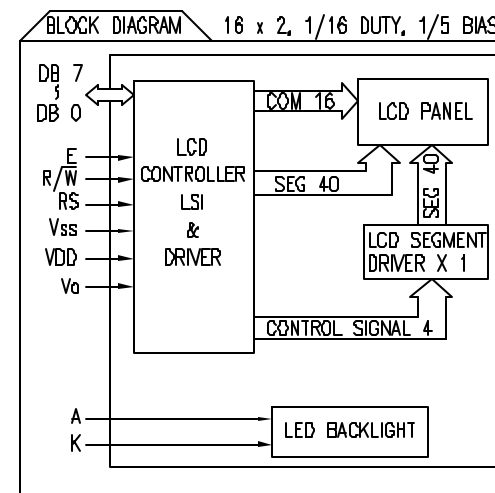 BLOCK DIAGRAM 16 x 2, 1/16 DUTY, 1/5 BIAS
DB 7
DB 0
E
R/W
RS
Vss
VDD
Vo
LCD
CONTROLLER
LSI
&
DRIVER
COM 16
LCD PANEL
SEG 40
SEG 40
LCD SEGMENT
DRIVER X 1
CONTROL SIGNAL 4
A
K
LED BACKLIGHT